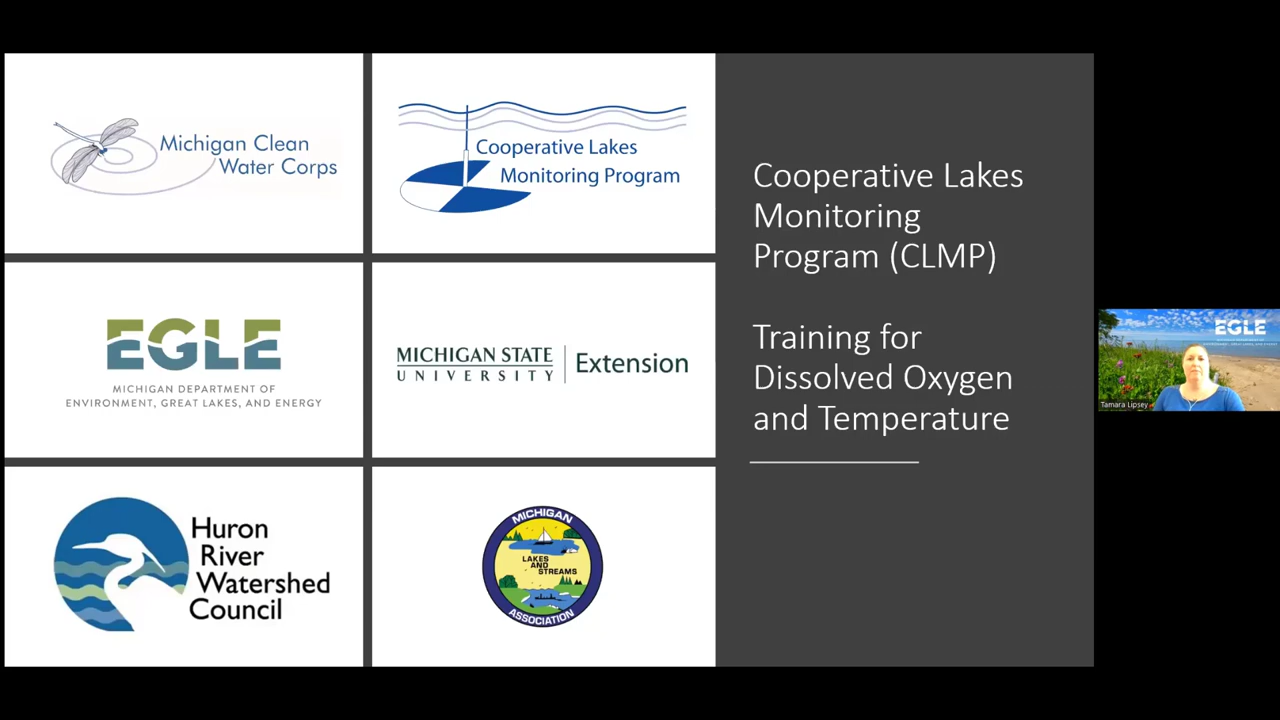 Michigan Clean
Water Corps
Cooperative Lakes
Monitoring Program
EGLE
MICHIGAN DEPARTMENT OF
ENVIRONMENT, GREAT LAKES, AND ENERGY
MICHIGAN STATE
UNIVERSITY
Extension
Huron
River
Watershed
Council
MICHIGAN
LAKES
AND
STREAMS
ASSOCIATION
Cooperative Lakes
Monitoring
Program (CLMP)
Training for
Dissolved Oxygen
and Temperature
EGLE
Tamara Lipsey